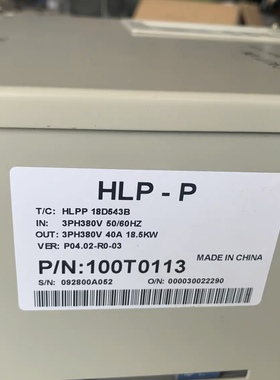 HLP - P
T/C: HLPP 18D543B
IN: 3PH380V 50/60HZ
OUT: 3PH380V 40A 18.5KW
VER: P04.02-R0-03
MADE IN CHINA
P/N:100T0113
S/N: 092800A052 O/N: 000030022290